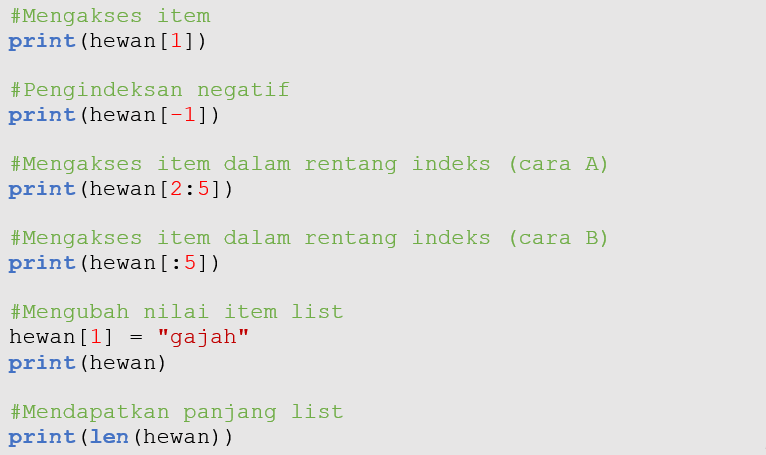 #Mengakses item
print(hewan[1])
#Pengindeksan negatif
print(hewan[-1])
#Mengakses item dalam rentang indeks (cara A)
print(hewan[2:5])
#Mengakses item dalam rentang indeks (cara B)
print(hewan[:5])
#Mengubah nilai item list
hewan[1] = "gajah"
print(hewan)
#Mendapatkan panjang list
print(len(hewan))